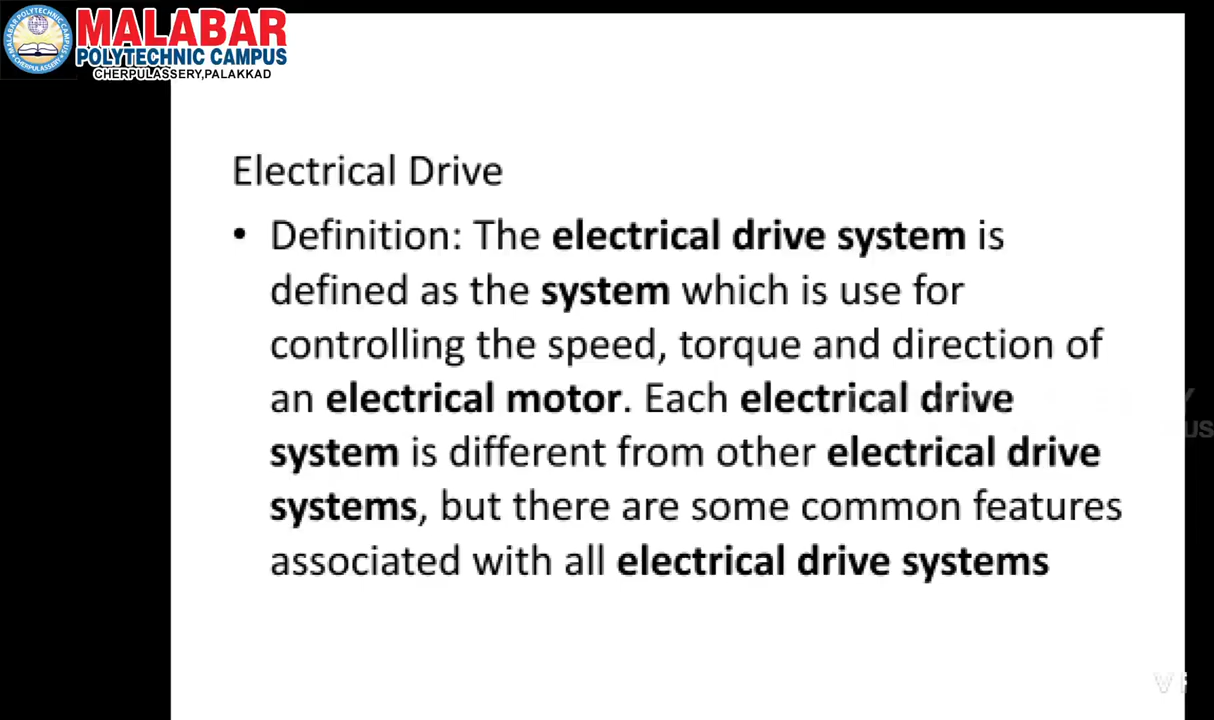 MALABAR
POLYTECHNIC CAMPUS
CHERPULASSERY,PALAKKAD
Electrical Drive
• Definition: The electrical drive system is
defined as the system which is use for
controlling the speed, torque and direction of
an electrical motor. Each electrical drive
system is different from other electrical drive
systems, but there are some common features
associated with all electrical drive systems